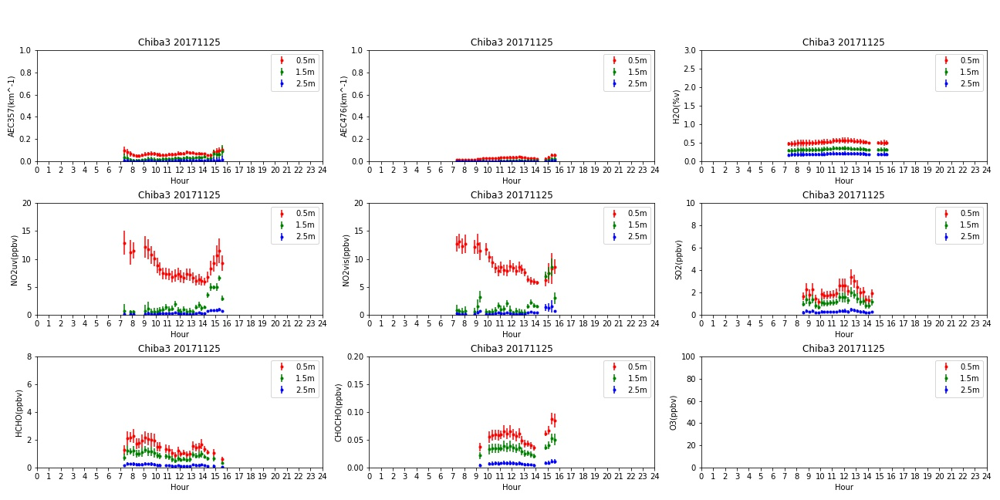 Chiba3 20171125
AEC357(km^-1)
1.0
0.8
0.6
0.4
0.2
0.0
0.5m
1.5m
2.5m
0 1 2 3 4 5 6 7 8 9 10 11 12 13 14 15 16 17 18 19 20 21 22 23 24
Hour
Chiba3 20171125
AEC476(km^-1)
1.0
0.8
0.6
0.4
0.2
0.0
0.5m
1.5m
2.5m
0 1 2 3 4 5 6 7 8 9 10 11 12 13 14 15 16 17 18 19 20 21 22 23 24
Hour
Chiba3 20171125
H2O(%v)
3.0
2.5
2.0
1.5
1.0
0.5
0.0
0.5m
1.5m
2.5m
0 1 2 3 4 5 6 7 8 9 10 11 12 13 14 15 16 17 18 19 20 21 22 23 24
Hour
Chiba3 20171125
NO2uv(ppbv)
20
15
10
5
0
0.5m
1.5m
2.5m
0 1 2 3 4 5 6 7 8 9 10 11 12 13 14 15 16 17 18 19 20 21 22 23 24
Hour
Chiba3 20171125
NO2vis(ppbv)
20
15
10
5
0
0.5m
1.5m
2.5m
0 1 2 3 4 5 6 7 8 9 10 11 12 13 14 15 16 17 18 19 20 21 22 23 24
Hour
Chiba3 20171125
SO2(ppbv)
10
8
6
4
2
0
0.5m
1.5m
2.5m
0 1 2 3 4 5 6 7 8 9 10 11 12 13 14 15 16 17 18 19 20 21 22 23 24
Hour
Chiba3 20171125
HCHO(ppbv)
8
6
4
2
0
0.5m
1.5m
2.5m
0 1 2 3 4 5 6 7 8 9 10 11 12 13 14 15 16 17 18 19 20 21 22 23 24
Hour
Chiba3 20171125
CHOCHO(ppbv)
0.20
0.15
0.10
0.05
0.00
0.5m
1.5m
2.5m
0 1 2 3 4 5 6 7 8 9 10 11 12 13 14 15 16 17 18 19 20 21 22 23 24
Hour
Chiba3 20171125
O3(ppbv)
100
80
60
40
20
0
0.5m
1.5m
2.5m
0 1 2 3 4 5 6 7 8 9 10 11 12 13 14 15 16 17 18 19 20 21 22 23 24
Hour